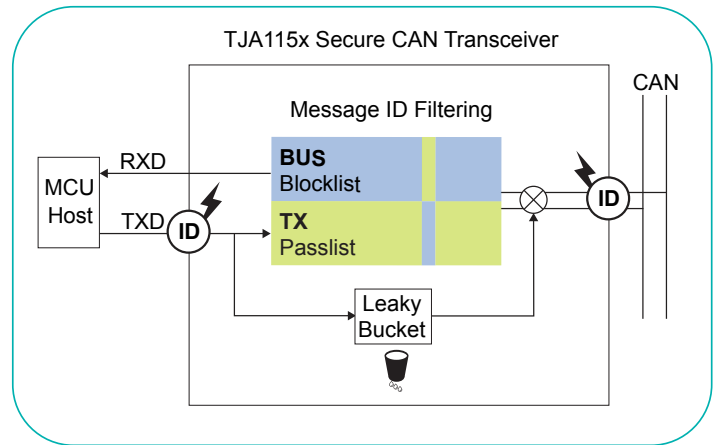 TJA115x Secure CAN Transceiver
CAN
Message ID Filtering
BUS
Blocklist
RXD
MCU
Host
TXD
ID
ID
TX
Passlist
Leaky
Bucket